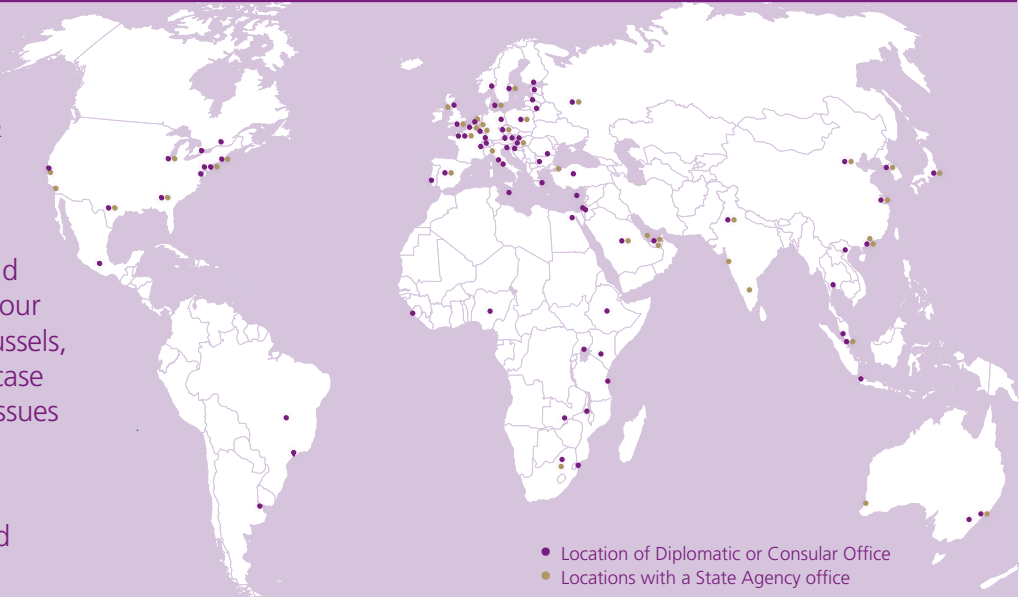 d
our
ussels,
case
ssues
d
Location of Diplomatic or Consular Office
Locations with a State Agency office